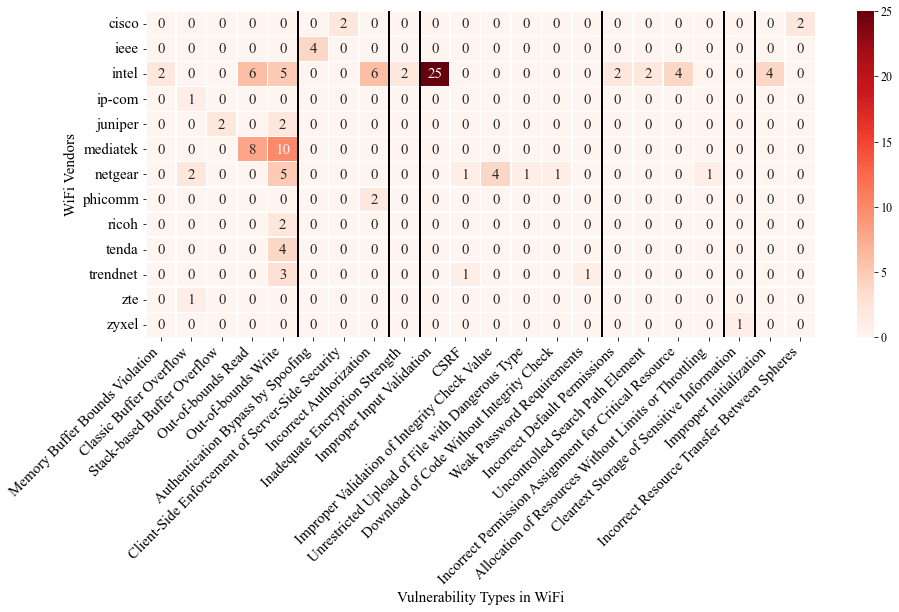 cisco 0 0 0 0 0 0 2 0 0 0 0 0 0 0 0 0 0 0 0 0 0 2
ieee 0 0 0 0 0 4 0 0 0 0 0 0 0 0 0 0 0 0 0 0 0 0
intel 2 0 0 6 5 0 0 6 2 25 0 0 0 0 0 2 2 4 0 0 4 0
ip-com 0 1 0 0 0 0 0 0 0 0 0 0 0 0 0 0 0 0 0 0 0 0
juniper 0 0 2 0 2 0 0 0 0 0 0 0 0 0 0 0 0 0 0 0 0 0
mediatek 0 0 0 8 10 0 0 0 0 0 0 0 0 0 0 0 0 0 0 0 0 0
netgear 0 2 0 0 5 0 0 0 0 0 1 4 1 1 0 0 0 0 1 0 0 0
phicomm 0 0 0 0 0 0 0 2 0 0 0 0 0 0 0 0 0 0 0 0 0 0
ricoh 0 0 0 0 2 0 0 0 0 0 0 0 0 0 0 0 0 0 0 0 0 0
tenda 0 0 0 0 4 0 0 0 0 0 0 0 0 0 0 0 0 0 0 0 0 0
trendnet 0 0 0 0 3 0 0 0 0 0 1 0 0 0 1 0 0 0 0 0 0 0
zte 0 1 0 0 0 0 0 0 0 0 0 0 0 0 0 0 0 0 0 0 0 0
zyxel 0 0 0 0 0 0 0 0 0 0 0 0 0 0 0 0 0 0 0 1 0 0
WiFi Vendors
25
20
15
10
5
0
Memory Buffer Bounds Violation
Classic Buffer Overflow
Stack-based Buffer Overflow
Out-of-bounds Read
Out-of-bounds Write
Authentication Bypass by Spoofing
Client-Side Enforcement of Server-Side Security
Incorrect Authorization
Inadequate Encryption Strength
Improper Input Validation
CSRF
Improper Validation of Integrity Check Value
Unrestricted Upload of File with Dangerous Type
Download of Code Without Integrity Check
Weak Password Requirements
Incorrect Default Permissions
Uncontrolled Search Path Element
Incorrect Permission Assignment for Critical Resource
Allocation of Resources Without Limits or Throttling
Cleartext Storage of Sensitive Information
Improper Initialization
Incorrect Resource Transfer Between Spheres
Vulnerability Types in WiFi